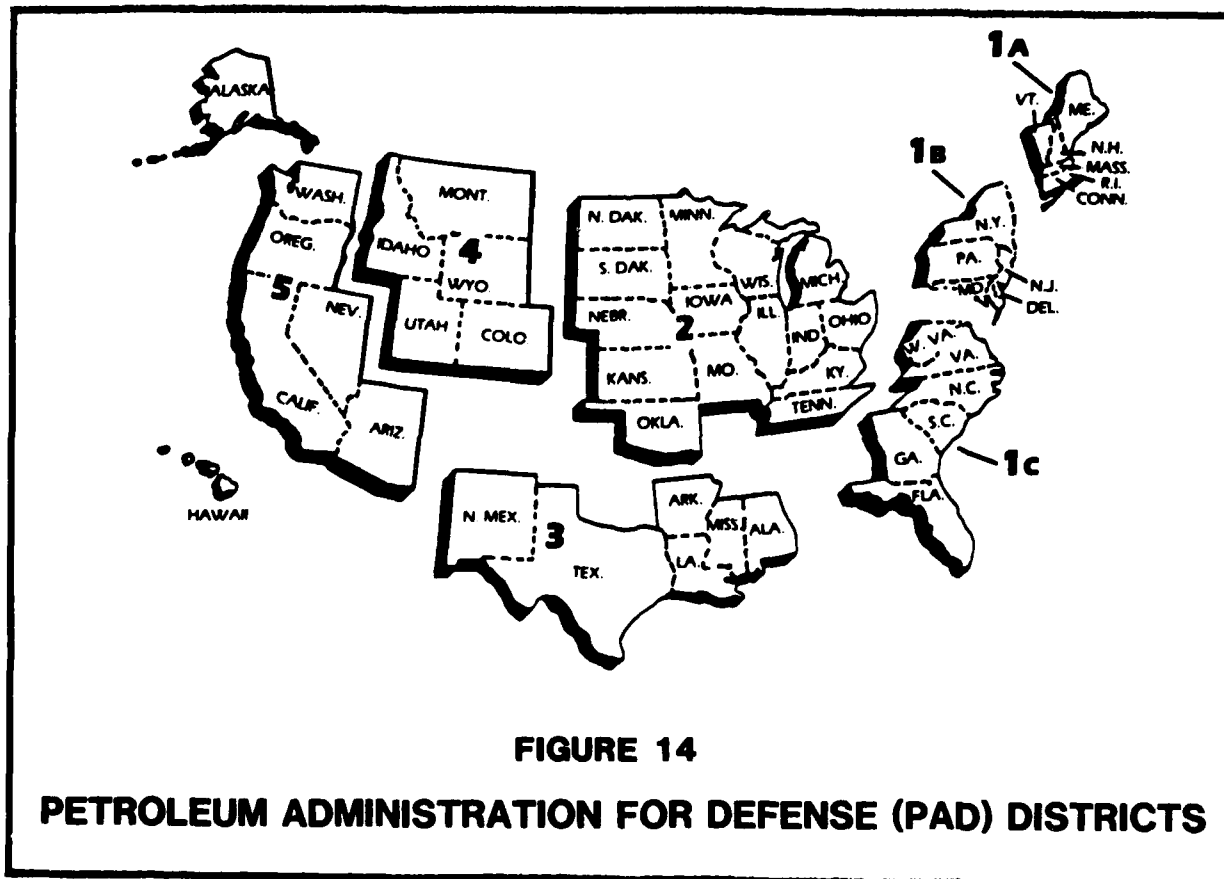 1A
ALASKA
VT.
ME.
1B
N.H.
MASS.
R.I.
CONN.
WASH.
MONT.
N. DAK.
MINN.
N.Y.
OREG.
IDAHO
4
S. DAK.
WIS.
MICH.
PA.
N.J.
5
WYO.
IOWA
MD.
DEL.
NEV.
UTAH
COLO
NEBR.
2
ILL.
IND
OHIO
W. VA.
VA.
KANS.
MO.
KY.
N.C.
CALIF.
ARIZ.
OKLA.
TENN.
S.C.
GA.
1C
HAWAII
N. MEX.
3
ARK.
MISS.
ALA.
FLA.
TEX.
LA.
FIGURE 14
PETROLEUM ADMINISTRATION FOR DEFENSE (PAD) DISTRICTS